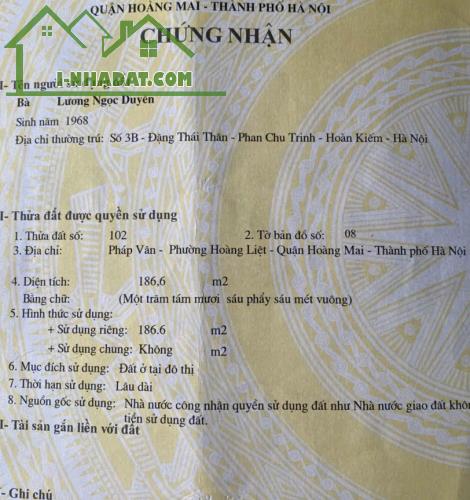 QUẬN HOÀNG MAI - THÀNH PHỐ HÀ NỘI
CHỨNG NHẬN
I-NHADAT.COM
I- Tên người
Bà Lương Ngọc Duyên
Sinh năm 1968
Địa chỉ thường trú: Số 3B - Đặng Thái Thân - Phan Chu Trinh - Hoàn Kiếm - Hà Nội
I- Thửa đất được quyền sử dụng
1. Thửa đất số: 102 2. Tờ bản đồ số: 08
3. Địa chỉ: Pháp Vân - Phường Hoàng Liệt - Quận Hoàng Mai - Thành phố Hà Nội
4. Diện tích: 186,6 m2
Bằng chữ: (Một trăm tám mươi sáu phẩy sáu mét vuông)
5. Hình thức sử dụng:
+ Sử dụng riêng: 186.6 m2
+ Sử dụng chung: Không m2
6. Mục đích sử dụng: Đất ở tại đô thị
7. Thời hạn sử dụng: Lâu dài
8. Nguồn gốc sử dụng: Nhà nước công nhận quyền sử dụng đất như Nhà nước giao đất khôn
tiền sử dụng đất.
I- Tài sản gắn liền với đất
- Ghi chú